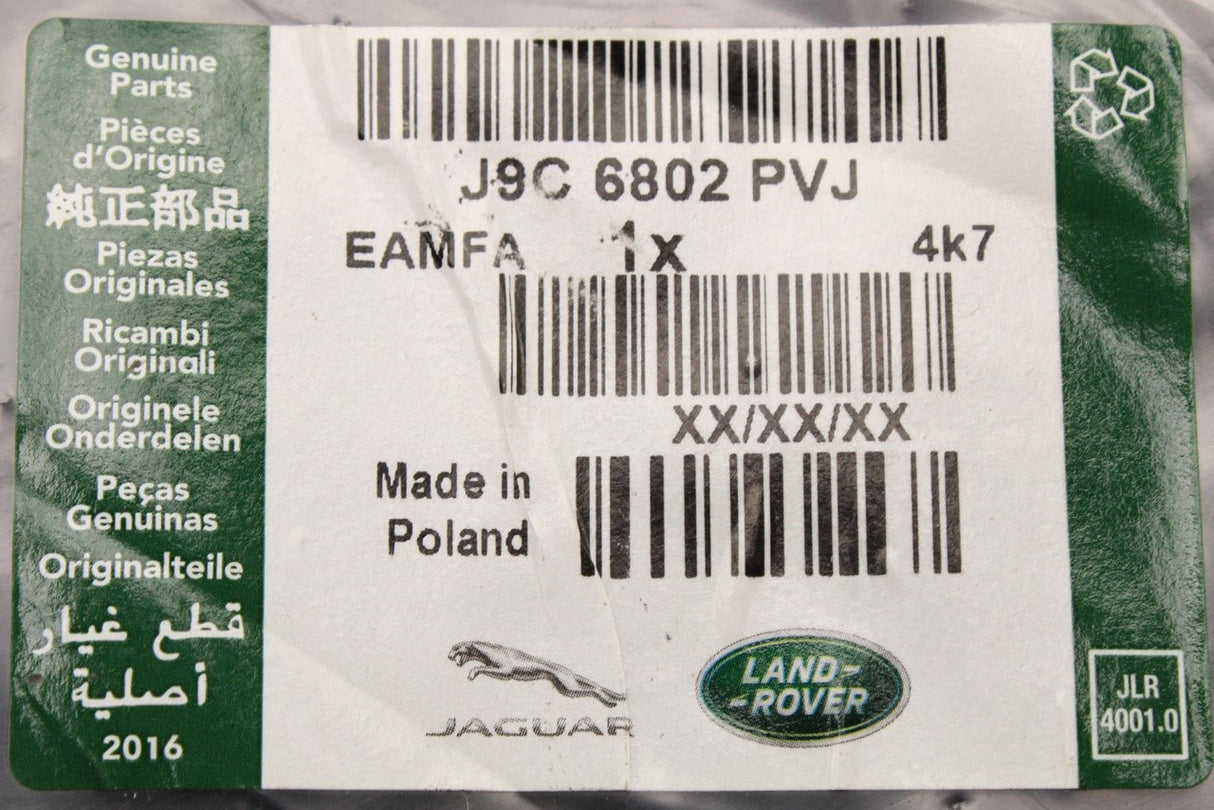 Genuine
Parts
Pièces
d'Origine
純正部品
Piezas
Originales
Ricambi
Originali
Originele
Onderdelen
Peças
Genuinas
Originalteile
قطع غيار
أصلية
2016
J9C 6802 PVJ
EAMFA 1x 4k7
XX/XX/XX
Made in
Poland
JAGUAR
LAND-
-ROVER
JLR
4001.0